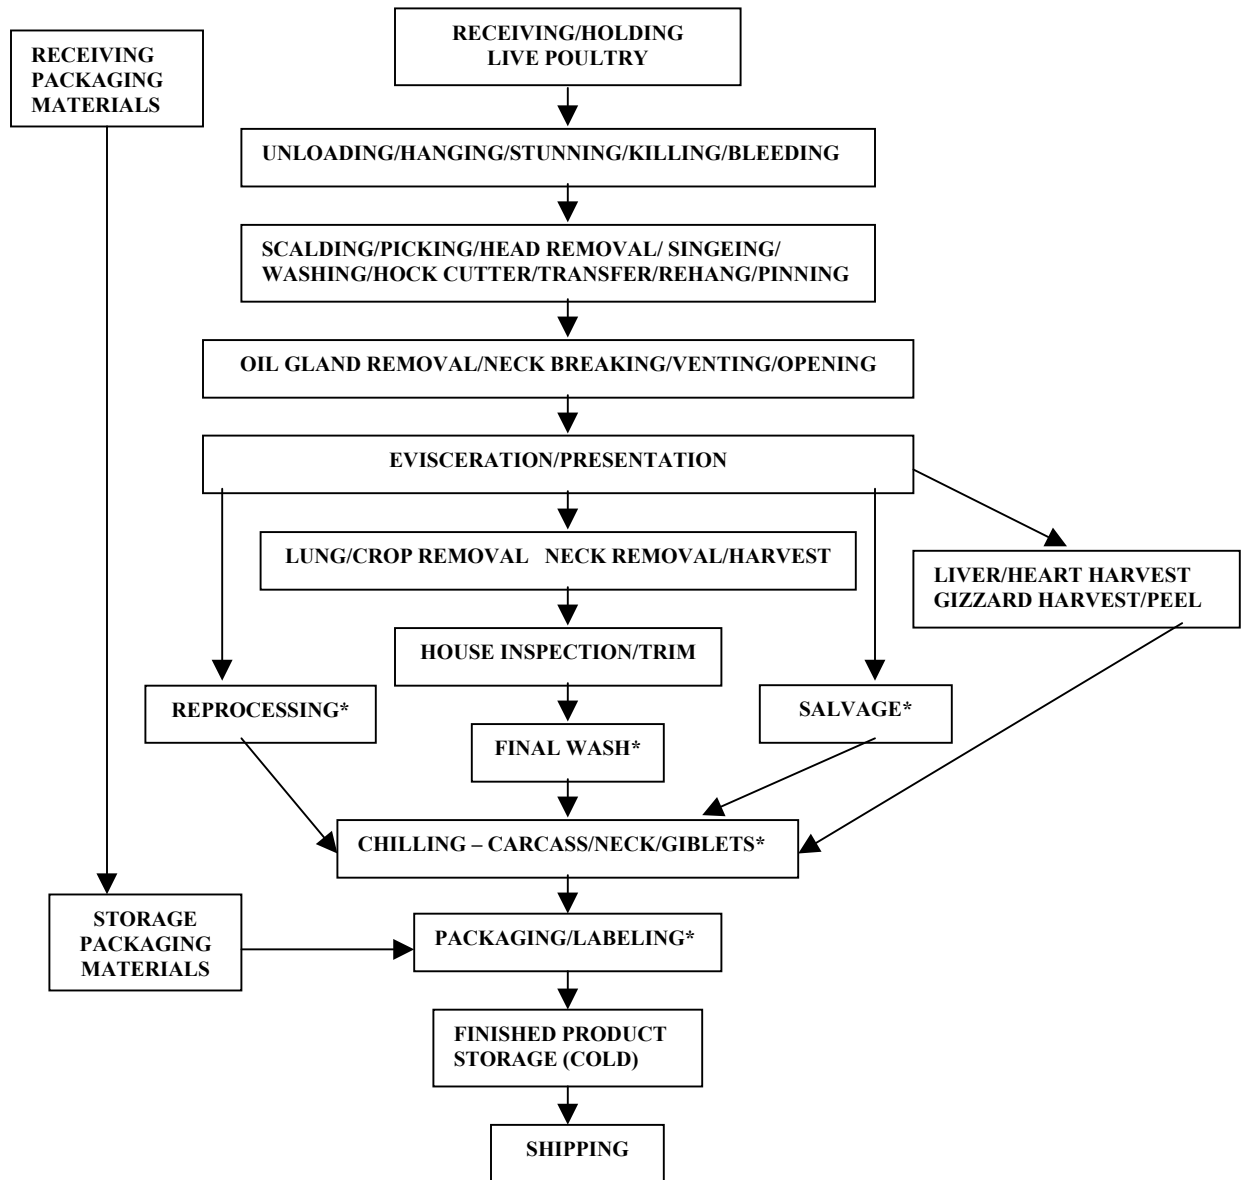 RECEIVING/HOLDING
LIVE POULTRY
RECEIVING
PACKAGING
MATERIALS
UNLOADING/HANGING/STUNNING/KILLING/BLEEDING
SCALDING/PICKING/HEAD REMOVAL/ SINGEING/
WASHING/HOCK CUTTER/TRANSFER/REHANG/PINNING
OIL GLAND REMOVAL/NECK BREAKING/VENTING/OPENING
EVISCERATION/PRESENTATION
LUNG/CROP REMOVAL   NECK REMOVAL/HARVEST
LIVER/HEART HARVEST
GIZZARD HARVEST/PEEL
HOUSE INSPECTION/TRIM
REPROCESSING*
SALVAGE*
FINAL WASH*
CHILLING – CARCASS/NECK/GIBLETS*
STORAGE
PACKAGING
MATERIALS
PACKAGING/LABELING*
FINISHED PRODUCT
STORAGE (COLD)
SHIPPING